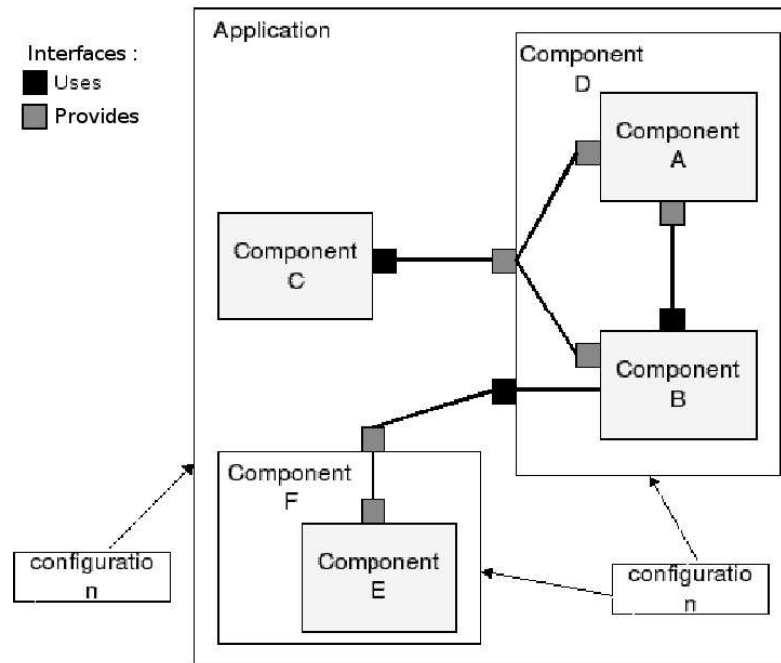 Application
Interfaces :
Uses
Provides
Component
D
Component
A
Component
C
Component
B
Component
F
Component
E
configuratio
n
configuratio
n